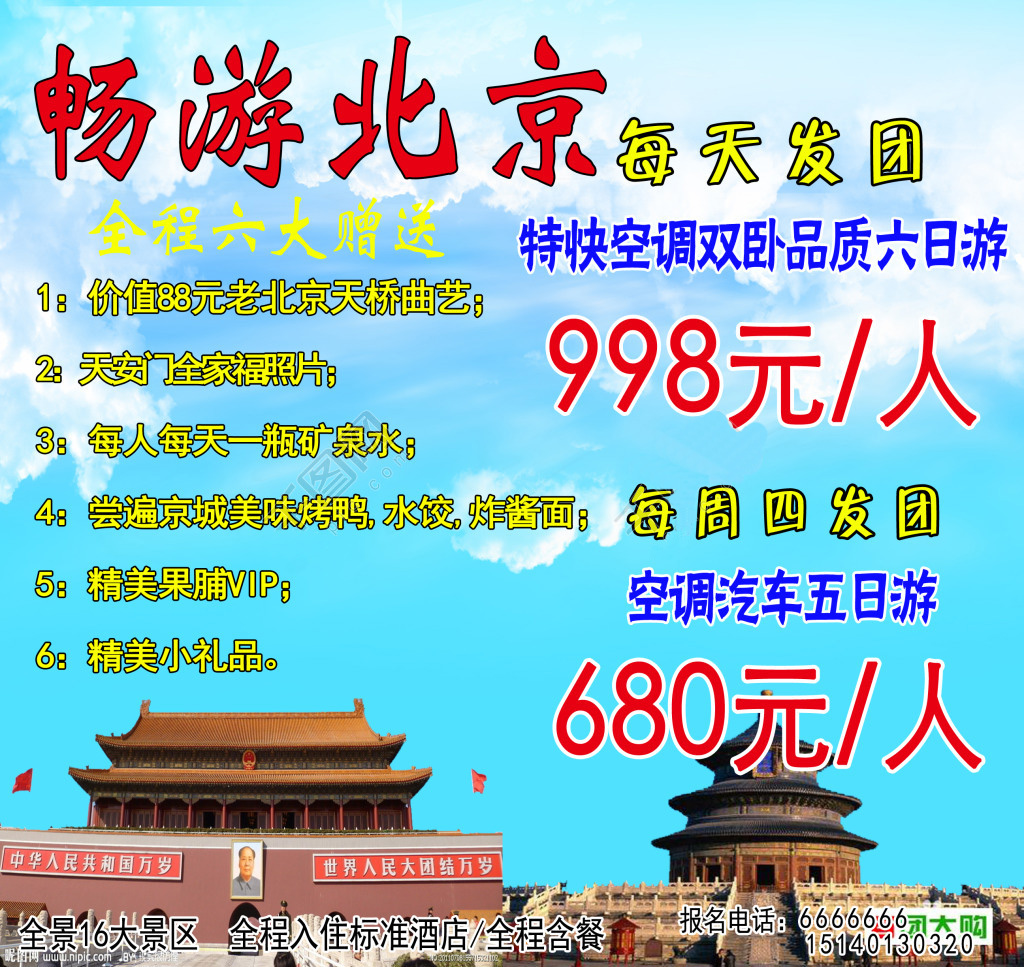 畅游北京
每天发团
全程六大赠送
特快空调双卧品质六日游
1：价值88元老北京天桥曲艺；
998元/人
2：天安门全家福照片；
3：每人每天一瓶矿泉水；
4：尝遍京城美味烤鸭,水饺,炸酱面；
每周四发团
5：精美果脯VIP；
空调汽车五日游
6：精美小礼品。
680元/人
中华人民共和国万岁
世界人民大团结万岁
全景16大景区 全程入住标准酒店/全程含餐
报名电话：6666666
15140130320
团大购
昵图网 www.nipic.com